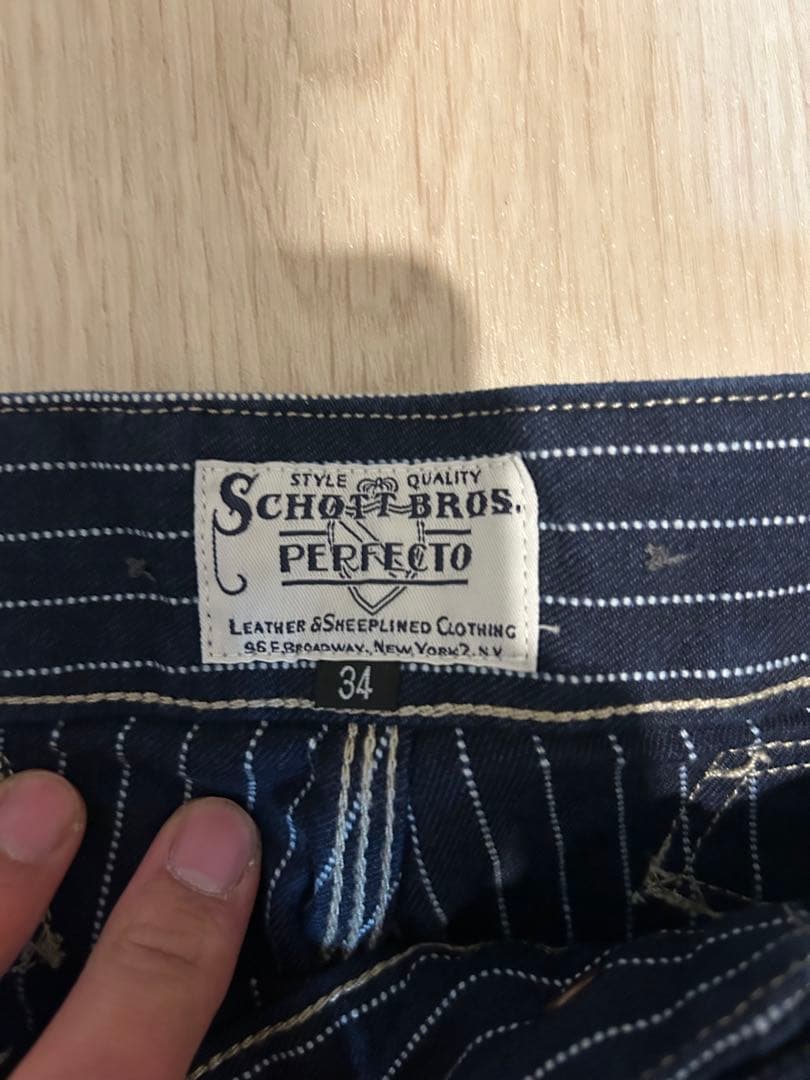 STYLE QUALITY
SCHOTT BROS.
PERFECTO
LEATHER & SHEEPLINED CLOTHING
96 E. BROADWAY, NEW YORK 2. N.Y
34